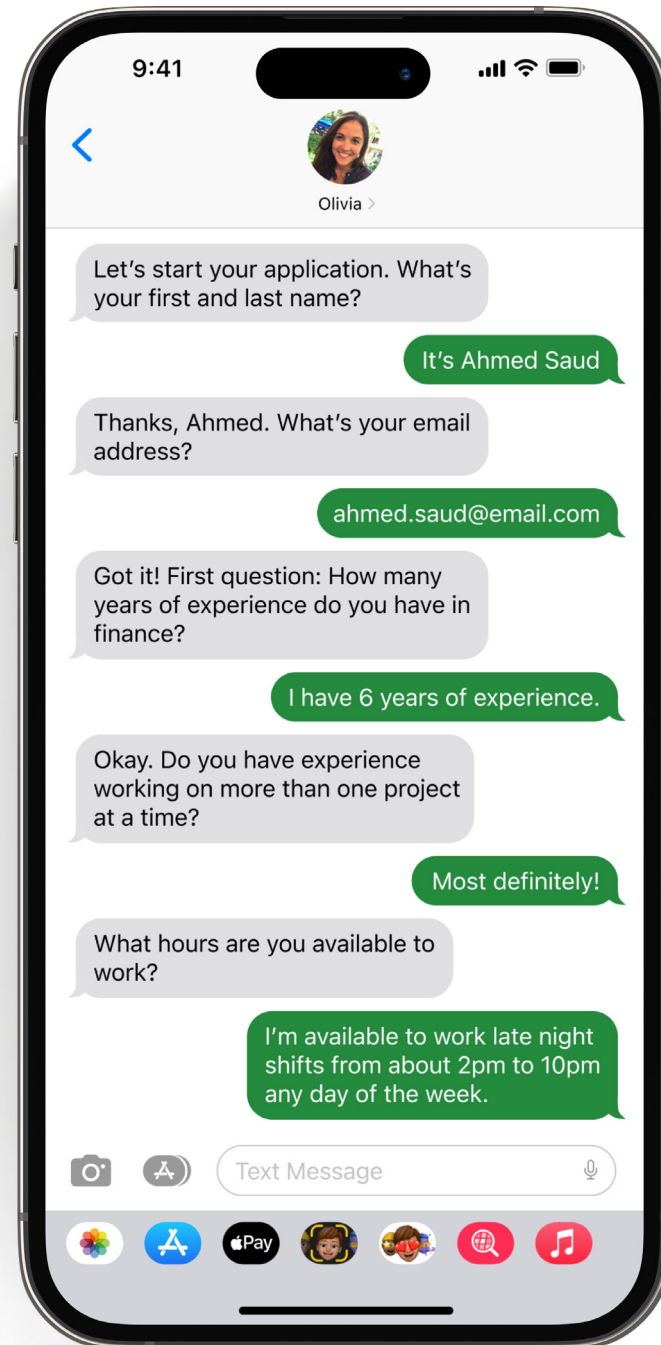 9:41
Olivia
Let’s start your application. What’s
your first and last name?
It’s Ahmed Saud
Thanks, Ahmed. What’s your email
address?
ahmed.saud@email.com
Got it! First question: How many
years of experience do you have in
finance?
I have 6 years of experience.
Okay. Do you have experience
working on more than one project
at a time?
Most definitely!
What hours are you available to
work?
I’m available to work late night
shifts from about 2pm to 10pm
any day of the week.
Text Message
Pay